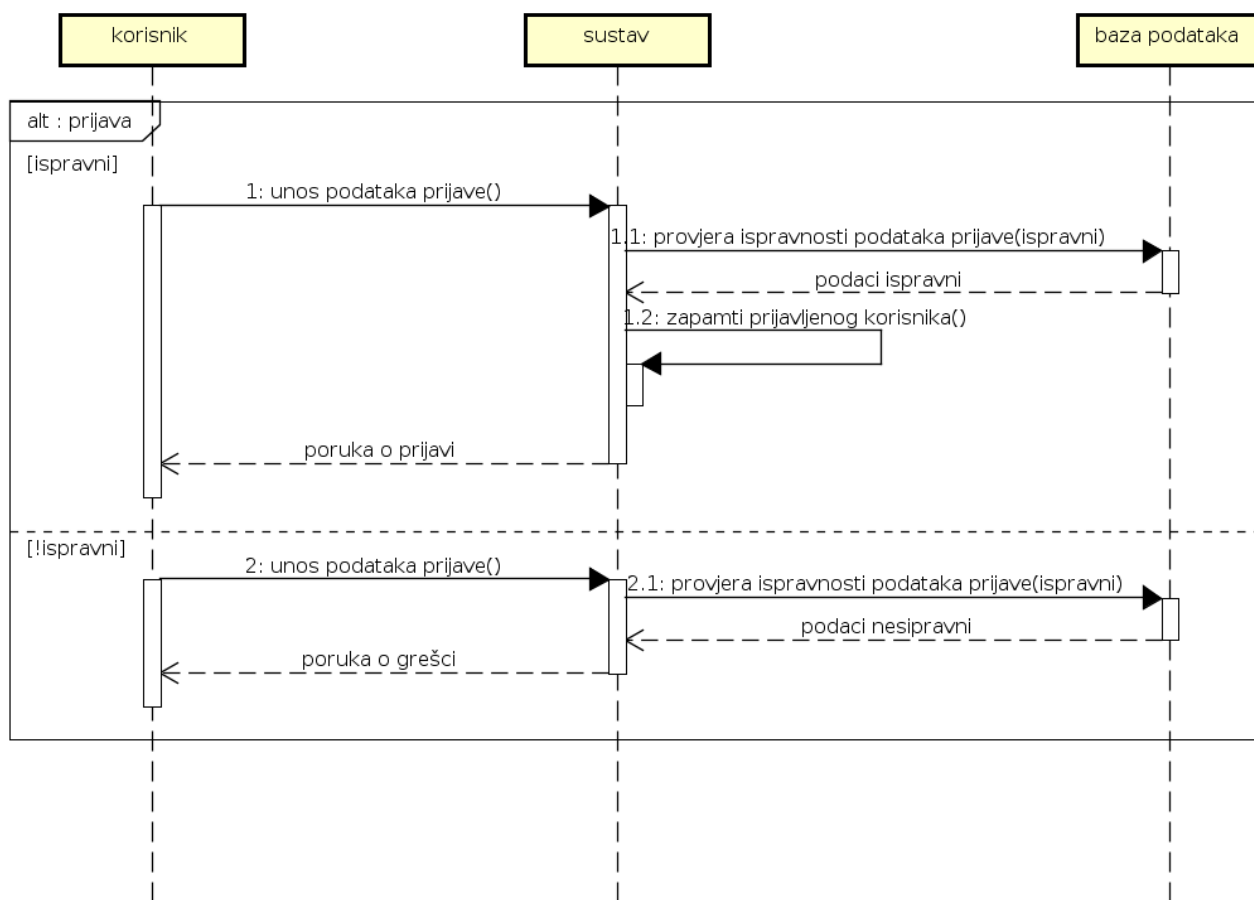 korisnik
sustav
baza podataka
alt : prijava
[ispravni]
1: unos podataka prijave()
1.1: provjera ispravnosti podataka prijave(ispravni)
podaci ispravni
1.2: zapamti prijavljenog korisnika()
poruka o prijavi
[!ispravni]
2: unos podataka prijave()
2.1: provjera ispravnosti podataka prijave(ispravni)
podaci nesipravni
poruka o grešci